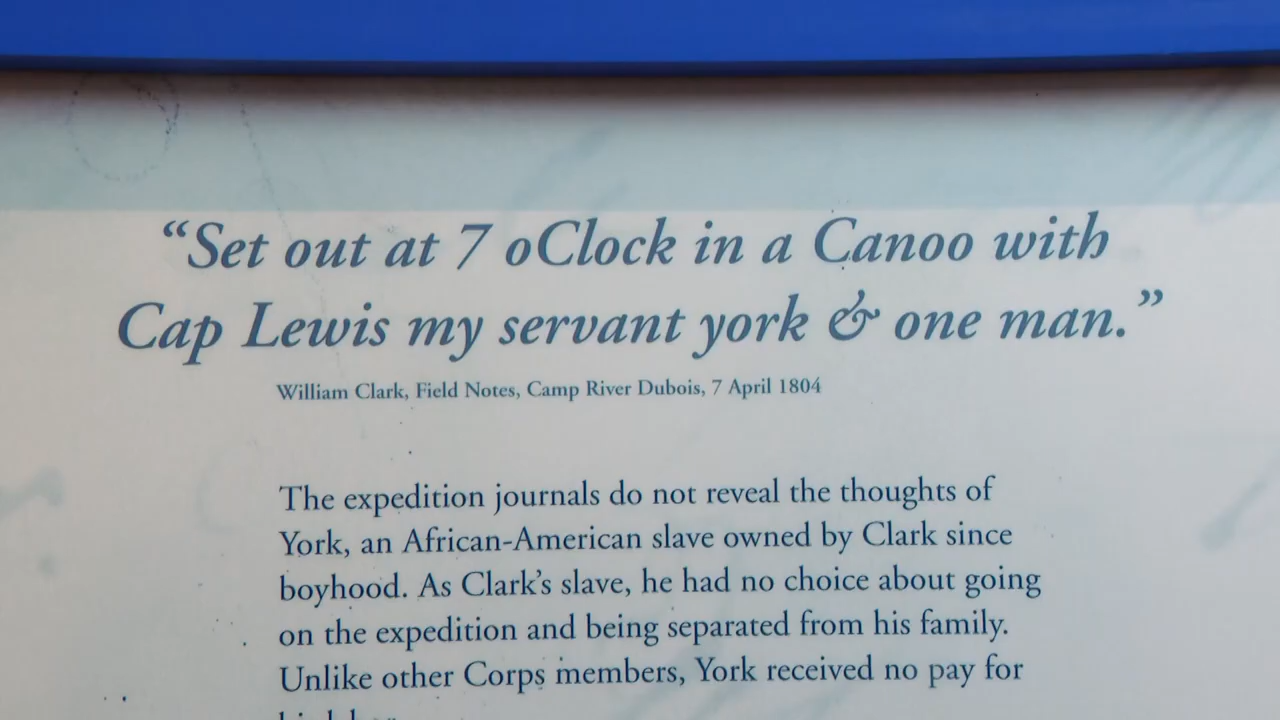 “Set out at 7 oClock in a Canoo with
Cap Lewis my servant york & one man.”
William Clark, Field Notes, Camp River Dubois, 7 April 1804
The expedition journals do not reveal the thoughts of
York, an African-American slave owned by Clark since
boyhood. As Clark’s slave, he had no choice about going
on the expedition and being separated from his family.
Unlike other Corps members, York received no pay for